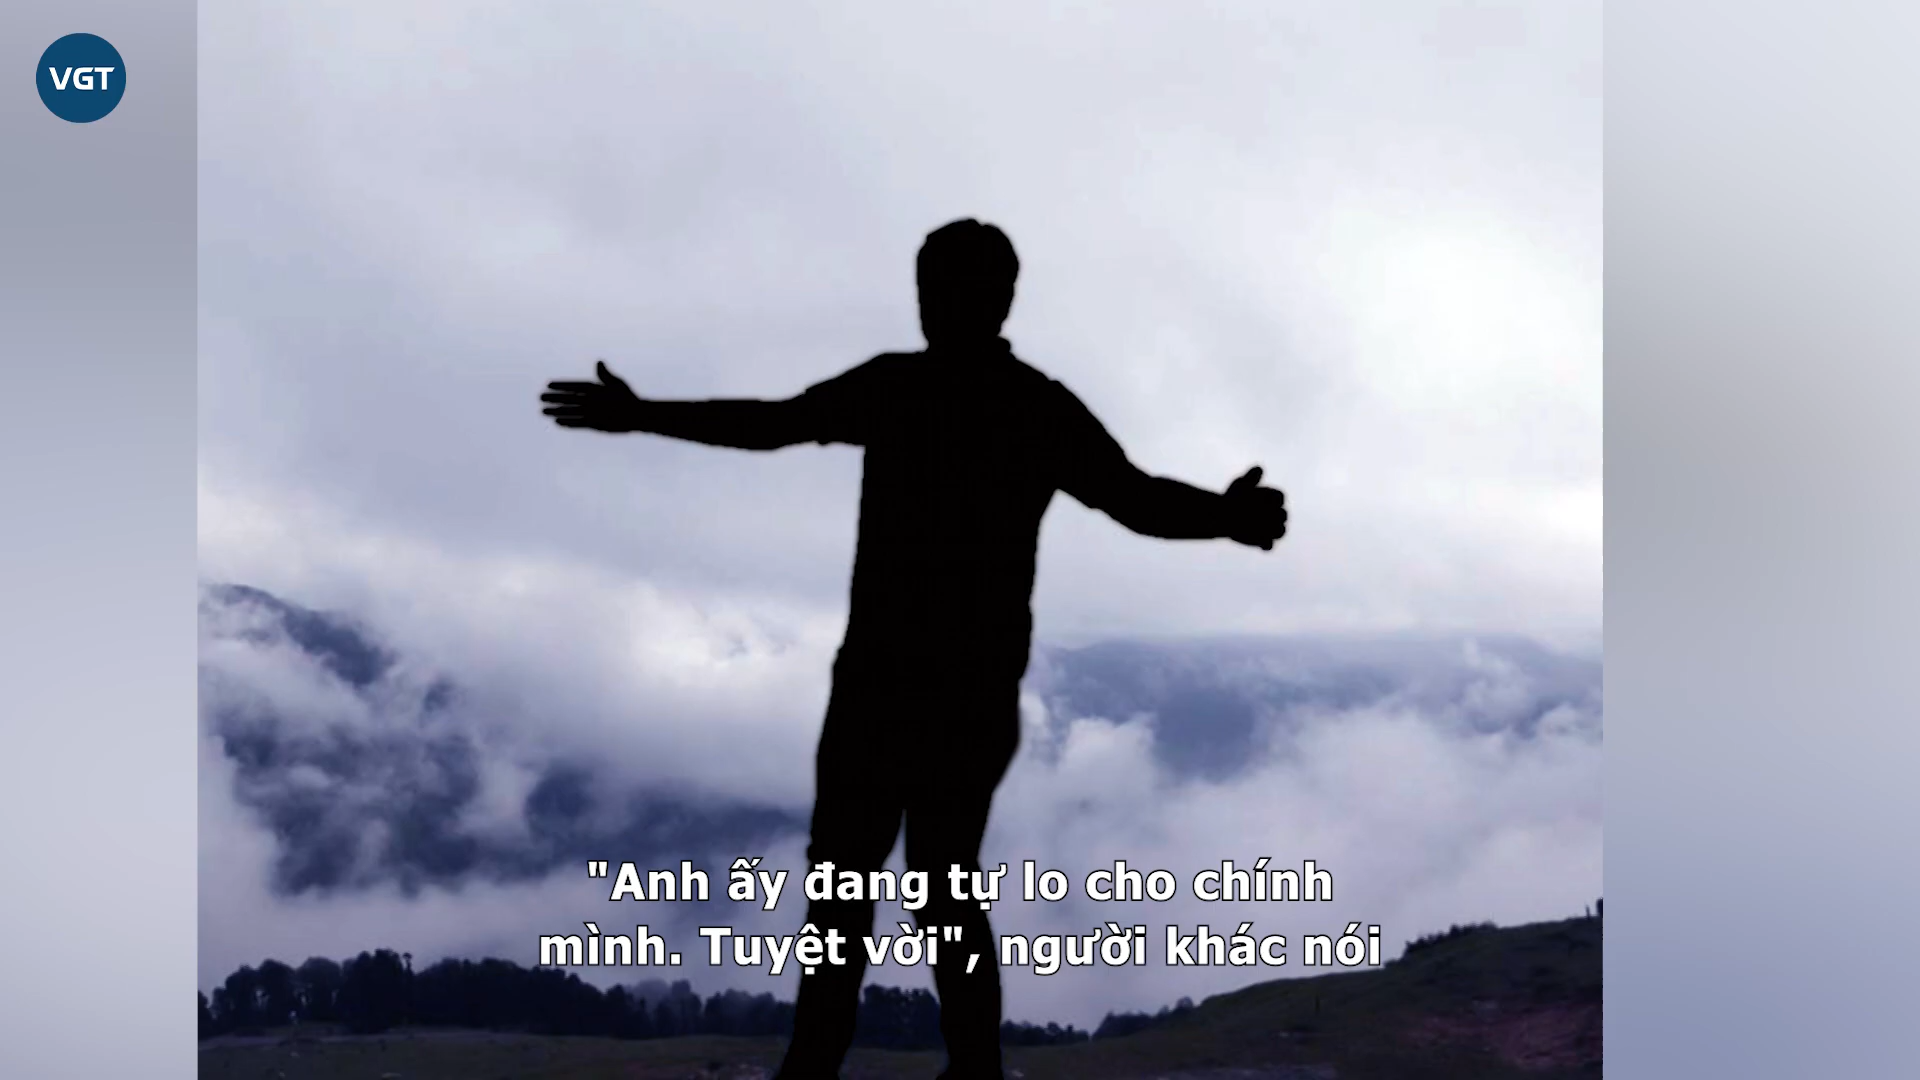 VGT
"Anh ấy đang tự lo cho chính
mình. Tuyệt vời", người khác nói